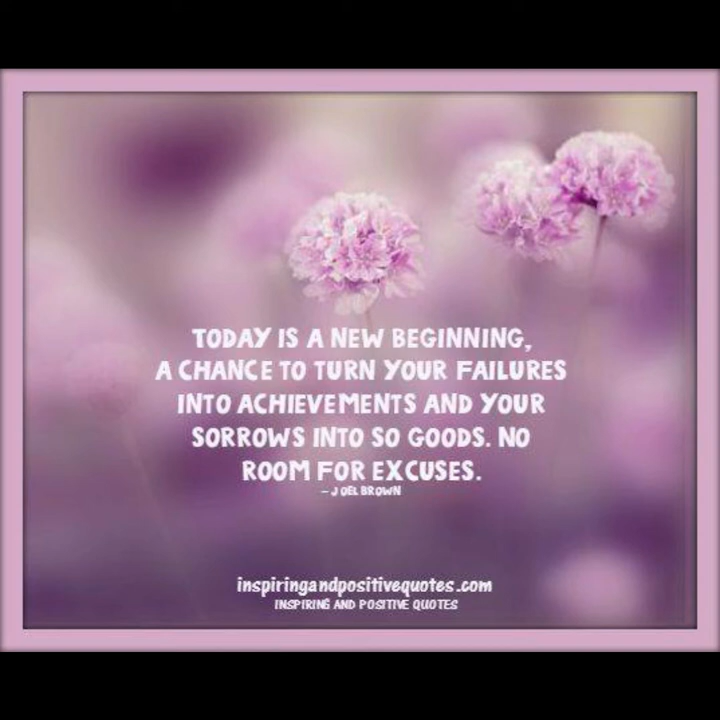 TODAY IS A NEW BEGINNING,
A CHANCE TO TURN YOUR FAILURES
INTO ACHIEVEMENTS AND YOUR
SORROWS INTO SO GOODS. NO
ROOM FOR EXCUSES.
– JOEL BROWN
inspiringandpositivequotes.com
INSPIRING AND POSITIVE QUOTES